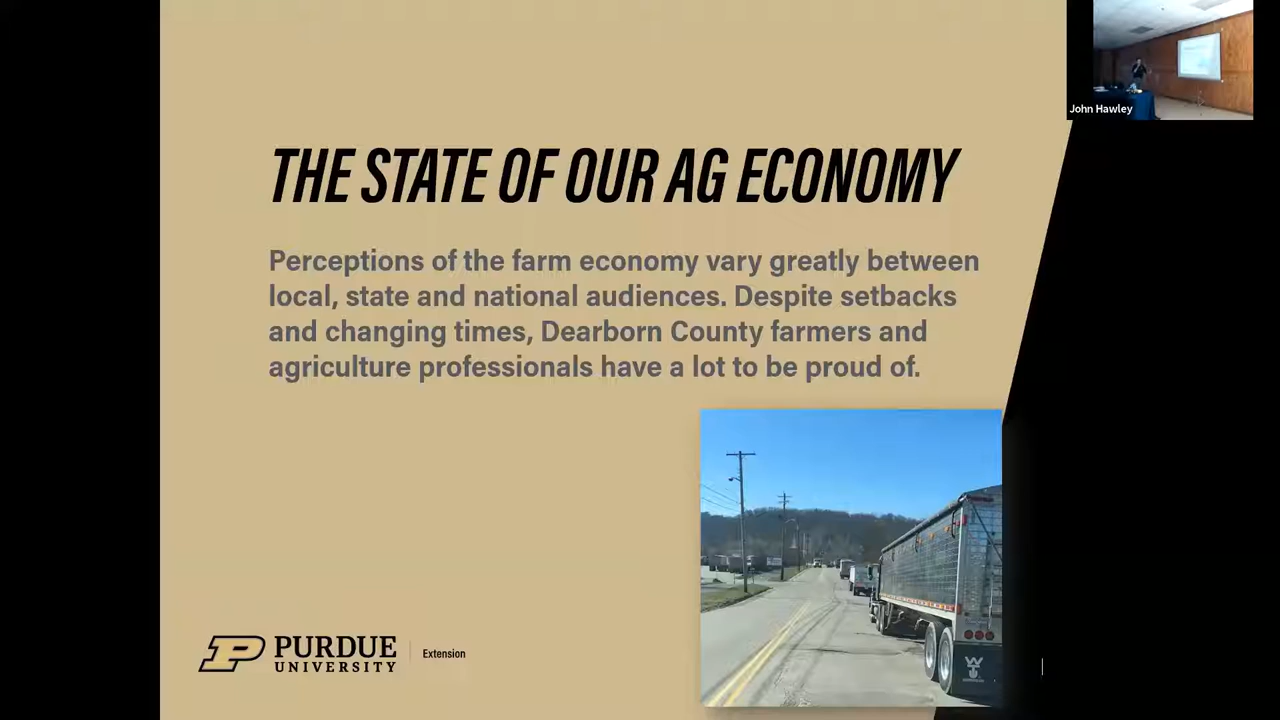 John Hawley
THE STATE OF OUR AG ECONOMY
Perceptions of the farm economy vary greatly between
local, state and national audiences. Despite setbacks
and changing times, Dearborn County farmers and
agriculture professionals have a lot to be proud of.
PURDUE
UNIVERSITY
Extension